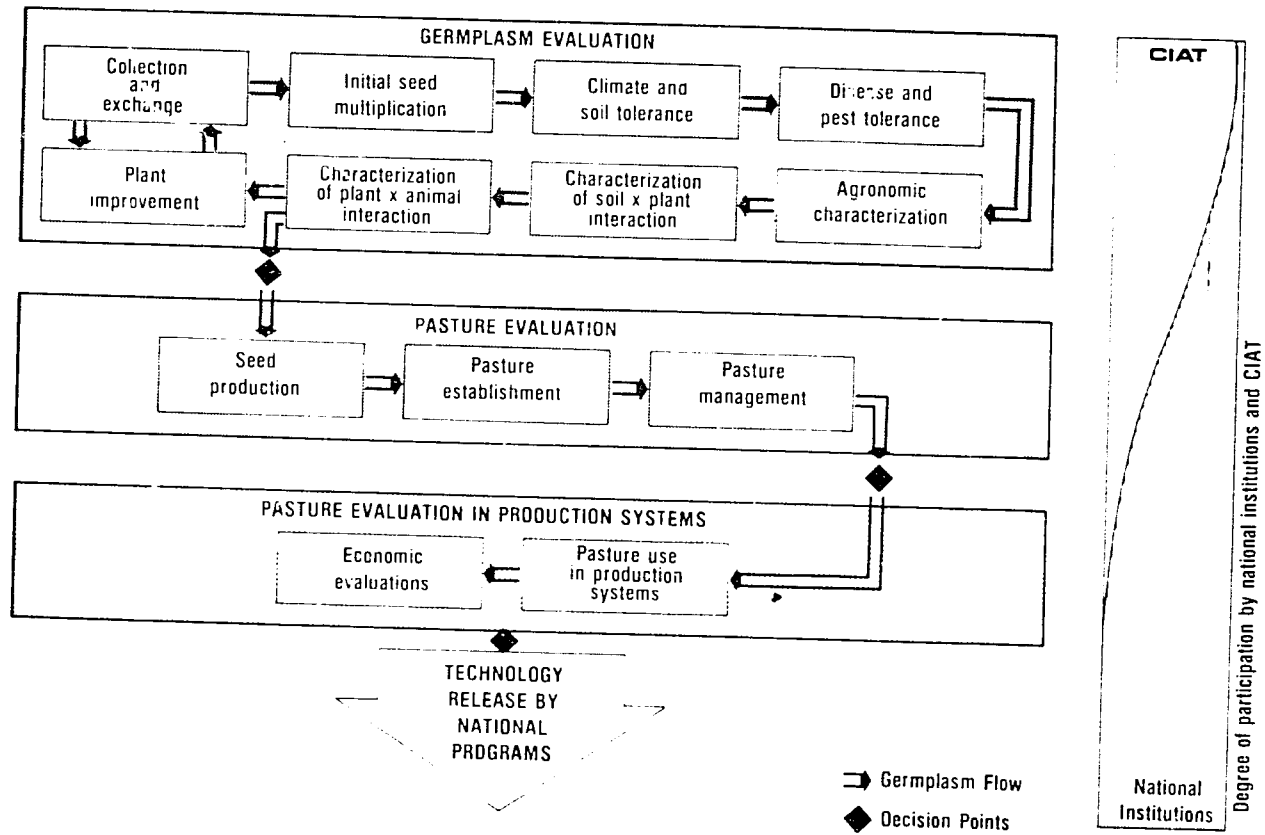 GERMPLASM EVALUATION
Collection
and
exchange
Initial seed
multiplication
Climate and
soil tolerance
Disease and
pest tolerance
Plant
improvement
Characterization
of plant x animal
interaction
Characterization
of soil x plant
interaction
Agronomic
characterization
PASTURE EVALUATION
Seed
production
Pasture
establishment
Pasture
management
PASTURE EVALUATION IN PRODUCTION SYSTEMS
Economic
evaluations
Pasture use
in production
systems
TECHNOLOGY
RELEASE BY
NATIONAL
PROGRAMS
Germplasm Flow
Decision Points
CIAT
National
Institutions
Degree of participation by national institutions and CIAT